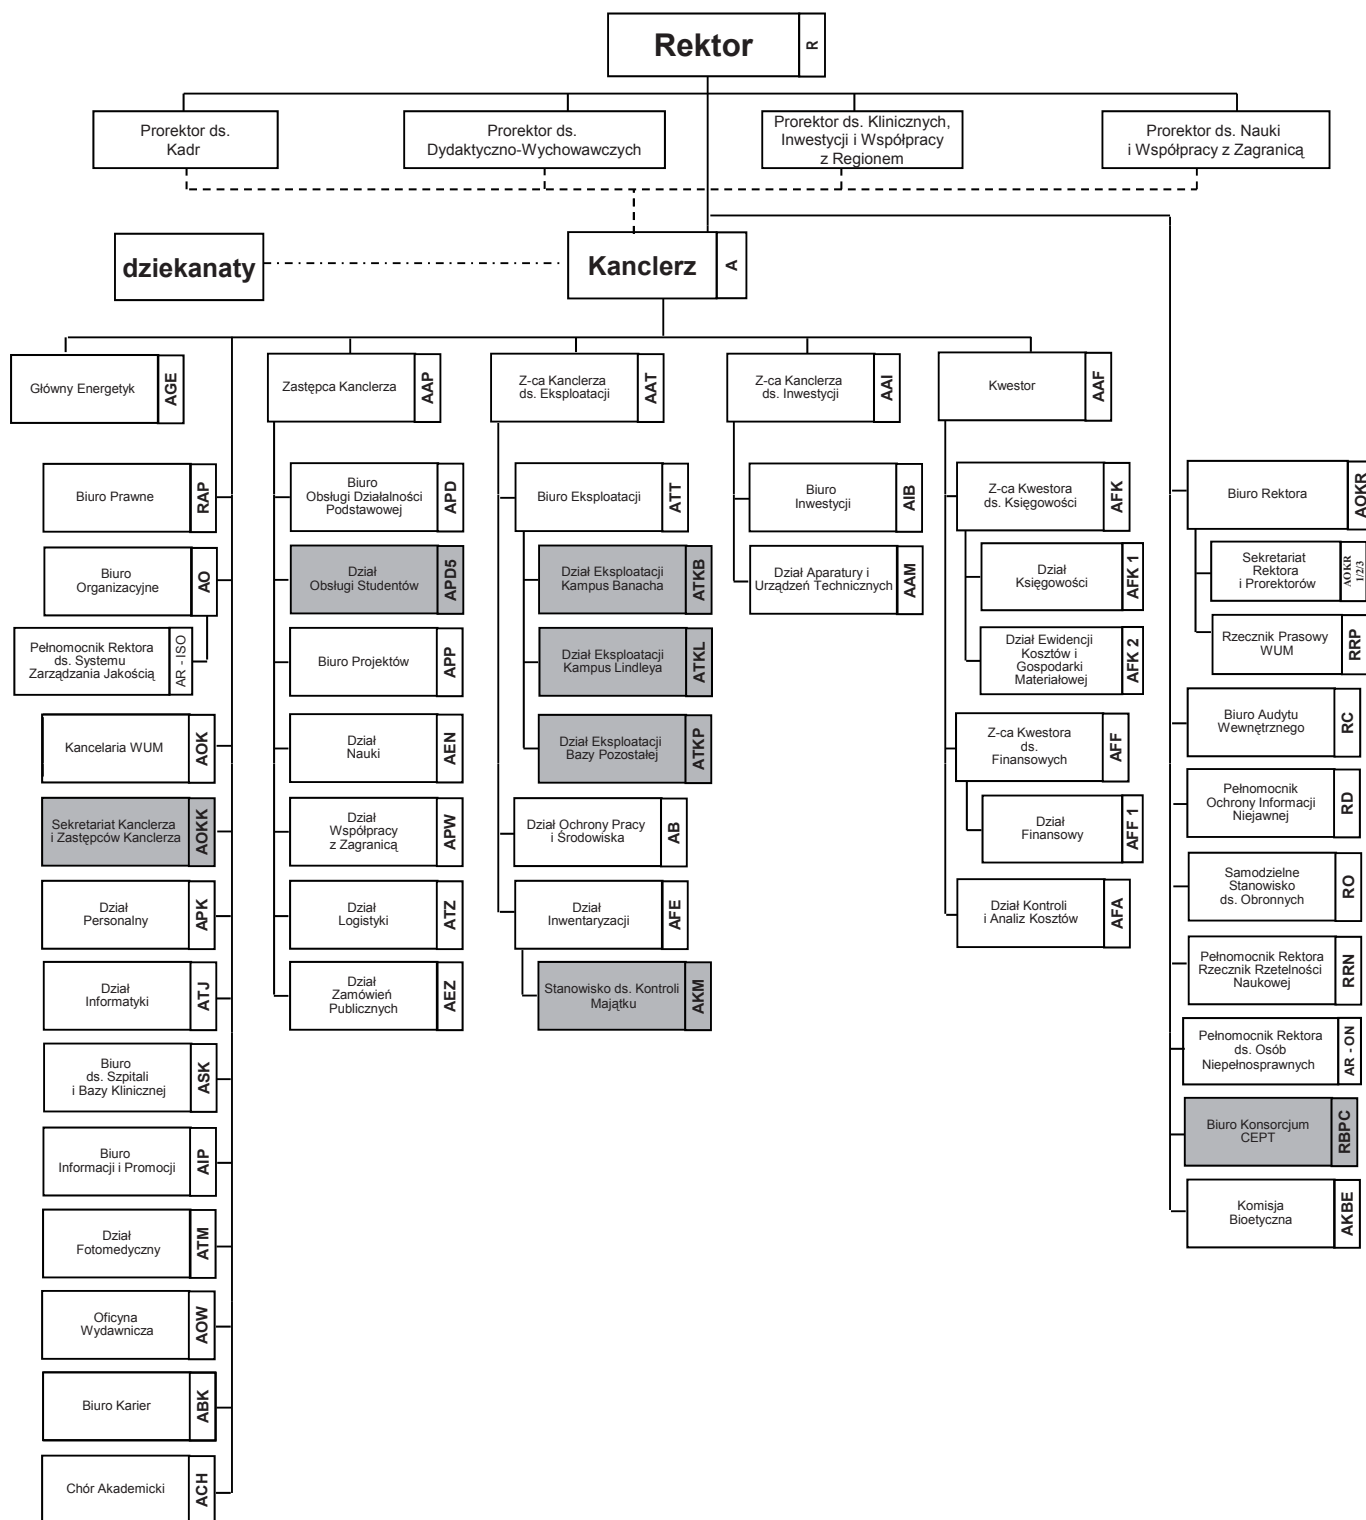 Rektor
R
Prorektor ds.
Kadr
Prorektor ds.
Dydaktyczno-Wychowawczych
Prorektor ds. Klinicznych,
Inwestycji i Współpracy
z Regionem
Prorektor ds. Nauki
i Współpracy z Zagranicą
dziekanaty
Kanclerz
A
Główny Energetyk
AGE
Zastępca Kanclerza
AAP
Z-ca Kanclerza
ds. Eksploatacji
AAT
Z-ca Kanclerza
ds. Inwestycji
AAI
Kwestor
AAF
Biuro Prawne
RAP
Biuro
Organizacyjne
AO
Pełnomocnik Rektora
ds. Systemu
Zarządzania Jakością
AR - ISO
Kancelaria WUM
AOK
Sekretariat Kanclerza
i Zastępców Kanclerza
AOKK
Dział
Personalny
APK
Dział
Informatyki
ATJ
Biuro
ds. Szpitali
i Bazy Klinicznej
ASK
Biuro
Informacji i Promocji
AIP
Dział
Fotomedyczny
ATM
Oficyna
Wydawnicza
AOW
Biuro Karier
ABK
Chór Akademicki
ACH
Biuro
Obsługi Działalności
Podstawowej
APD
Dział
Obsługi Studentów
APD5
Biuro Projektów
APP
Dział
Nauki
AEN
Dział
Współpracy
z Zagranicą
APW
Dział
Logistyki
ATZ
Dział
Zamówień
Publicznych
AEZ
Biuro Eksploatacji
ATT
Dział Eksploatacji
Kampus Banacha
ATKB
Dział Eksploatacji
Kampus Lindleya
ATKL
Dział Eksploatacji
Bazy Pozostałej
ATKP
Dział Ochrony Pracy
i Środowiska
AB
Dział
Inwentaryzacji
AFE
Stanowisko ds. Kontroli
Majątku
AKM
Biuro
Inwestycji
AIB
Dział Aparatury i
Urządzeń Technicznych
AAM
Z-ca Kwestora
ds. Księgowości
AFK
Dział
Księgowości
AFK 1
Dział Ewidencji
Kosztów i
Gospodarki
Materiałowej
AFK 2
Z-ca Kwestora
ds.
Finansowych
AFF
Dział
Finansowy
AFF 1
Dział Kontroli
i Analiz Kosztów
AFA
Biuro Rektora
AOKR
Sekretariat
Rektora
i Prorektorów
AOKR
1/2/3
Rzecznik Prasowy
WUM
RRP
Biuro Audytu
Wewnętrznego
RC
Pełnomocnik
Ochrony Informacji
Niejawnej
RD
Samodzielne
Stanowisko
ds. Obronnych
RO
Pełnomocnik Rektora
Rzecznik Rzetelności
Naukowej
RRN
Pełnomocnik Rektora
ds. Osób
Niepełnosprawnych
AR - ON
Biuro Konsorcjum
CEPT
RBPC
Komisja
Bioetyczna
AKBE